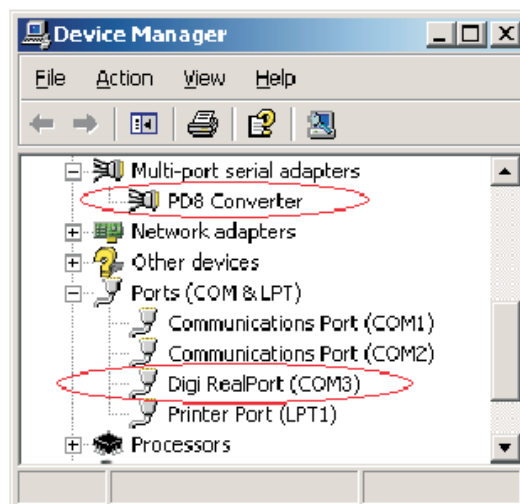 Device Manager
File Action View Help
Multi-port serial adapters
PD8 Converter
Network adapters
Other devices
Ports (COM & LPT)
Communications Port (COM1)
Communications Port (COM2)
Digi RealPort (COM3)
Printer Port (LPT1)
Processors